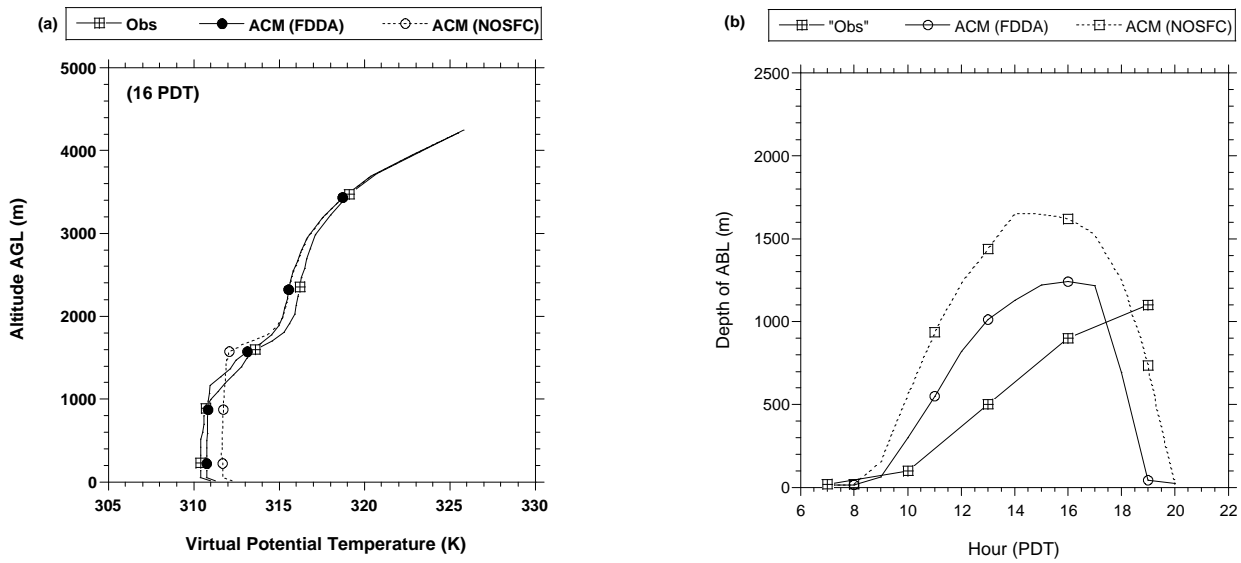 (a) Obs ACM (FDDA) ACM (NOSFC)
(16 PDT)
Altitude AGL (m)
5000
4000
3000
2000
1000
0
305 310 315 320 325 330
Virtual Potential Temperature (K)
(b) "Obs" ACM (FDDA) ACM (NOSFC)
Depth of ABL (m)
2500
2000
1500
1000
500
0
6 8 10 12 14 16 18 20 22
Hour (PDT)